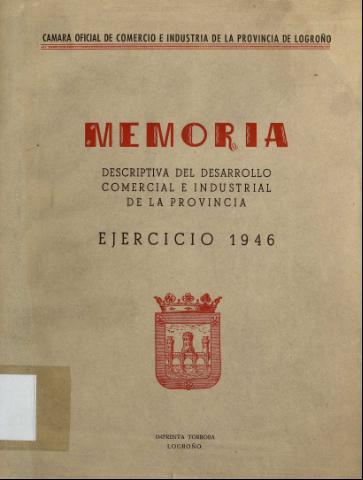 CAMARA OFICIAL DE COMERCIO E INDUSTRIA DE LA PROVINCIA DE LOGROÑO
MEMORIA
DESCRIPTIVA DEL DESARROLLO
COMERCIAL E INDUSTRIAL
DE LA PROVINCIA
EJERCICIO 1946
IMPRENTA TORROBA
LOGROÑO